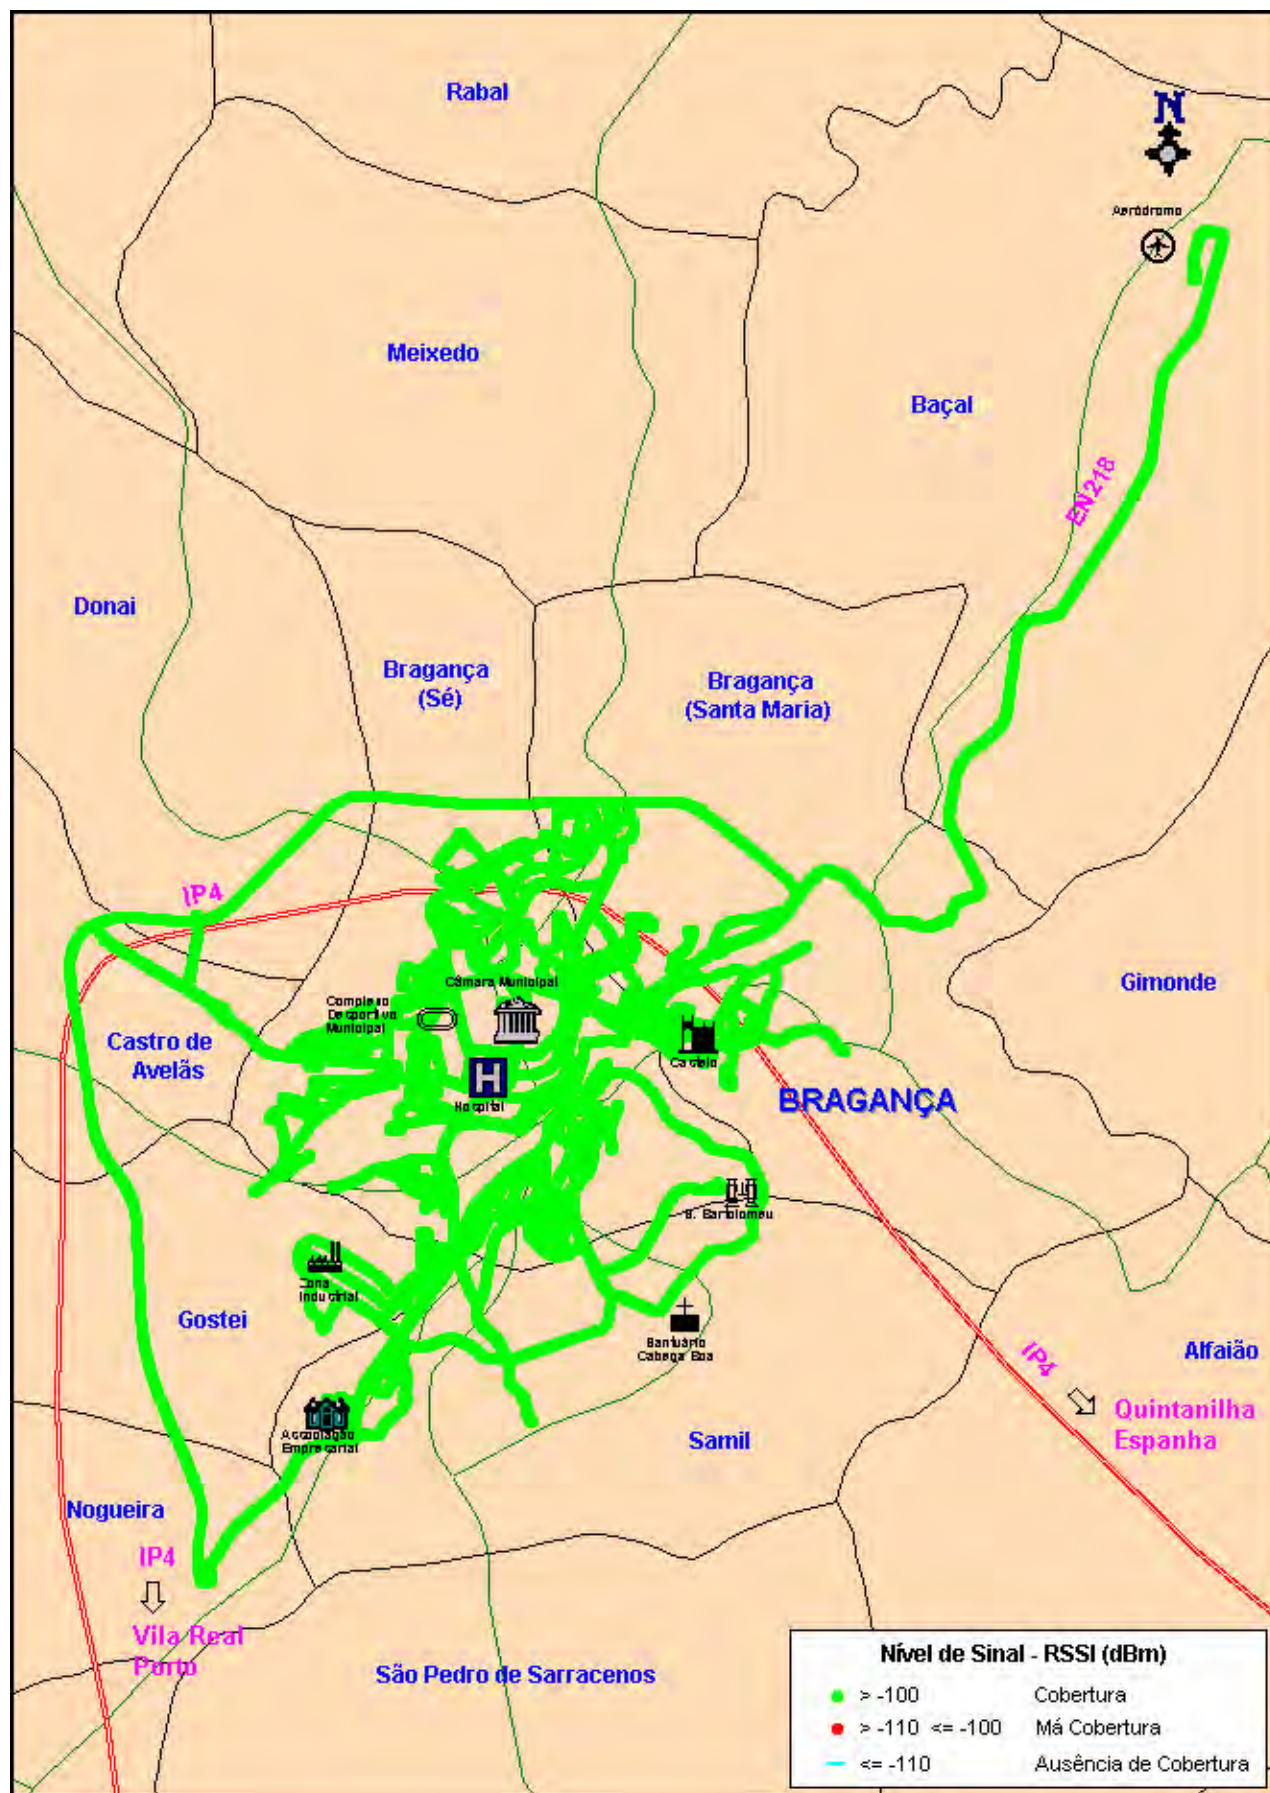 Rabal
N
Aeródromo
Meixedo
Baçal
EN218
Donai
Bragança
(Sé)
Bragança
(Santa Maria)
IP4
Câmara Municipal
Complexo
Desportivo
Municipal
Gimonde
Castro de
Avelãs
Castelo
H
Hospital
BRAGANÇA
S. Bartolomeu
Zona
Industrial
Gostei
Santuário
Cabeça Boa
IP4
Alfaião
Quintanilha
Espanha
Associação
Empresarial
Samil
Nogueira
IP4
Vila Real
Porto
São Pedro de Sarracenos
Nível de Sinal - RSSI (dBm)
> -100 Cobertura
> -110 <= -100 Má Cobertura
<= -110 Ausência de Cobertura